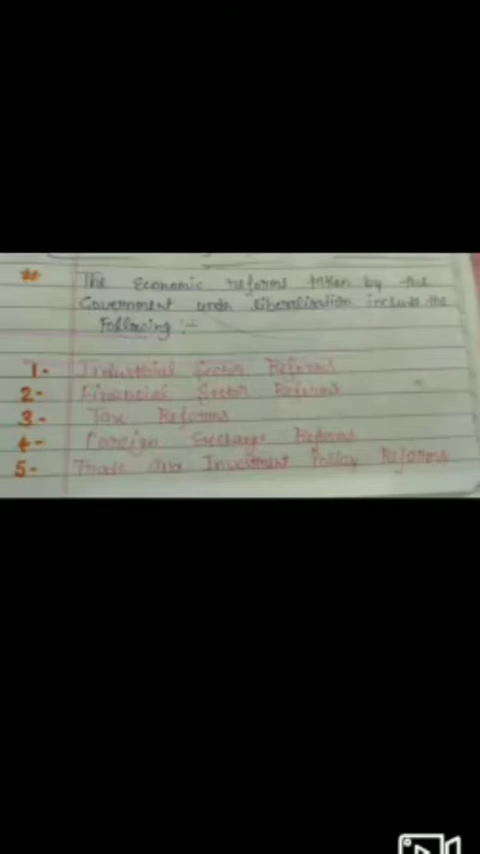 The Economic reforms taken by the
Government under liberalization include the
Following :-
1- Industrial Sector Reforms
2- Financial Sector Reforms
3- Tax Reforms
4- Foreign Exchange Reforms
5- Trade and Investment Policy Reforms